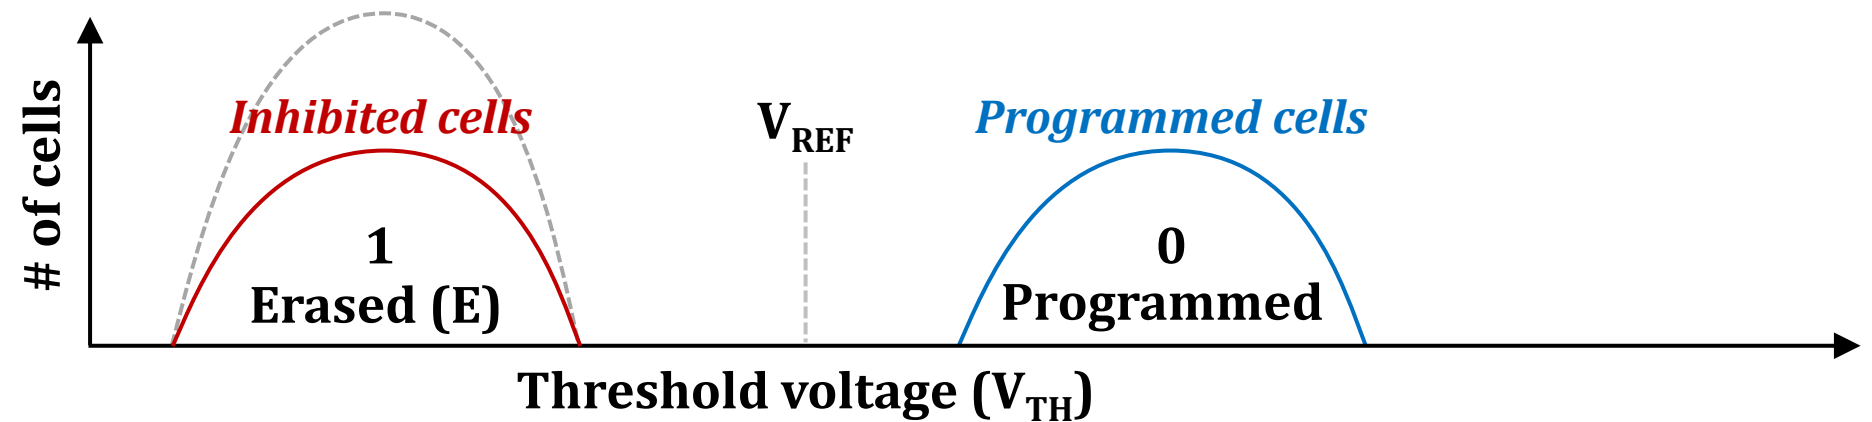 # of cells
Inhibited cells
1
Erased (E)
V_REF
Programmed cells
0
Programmed
Threshold voltage (V_TH)